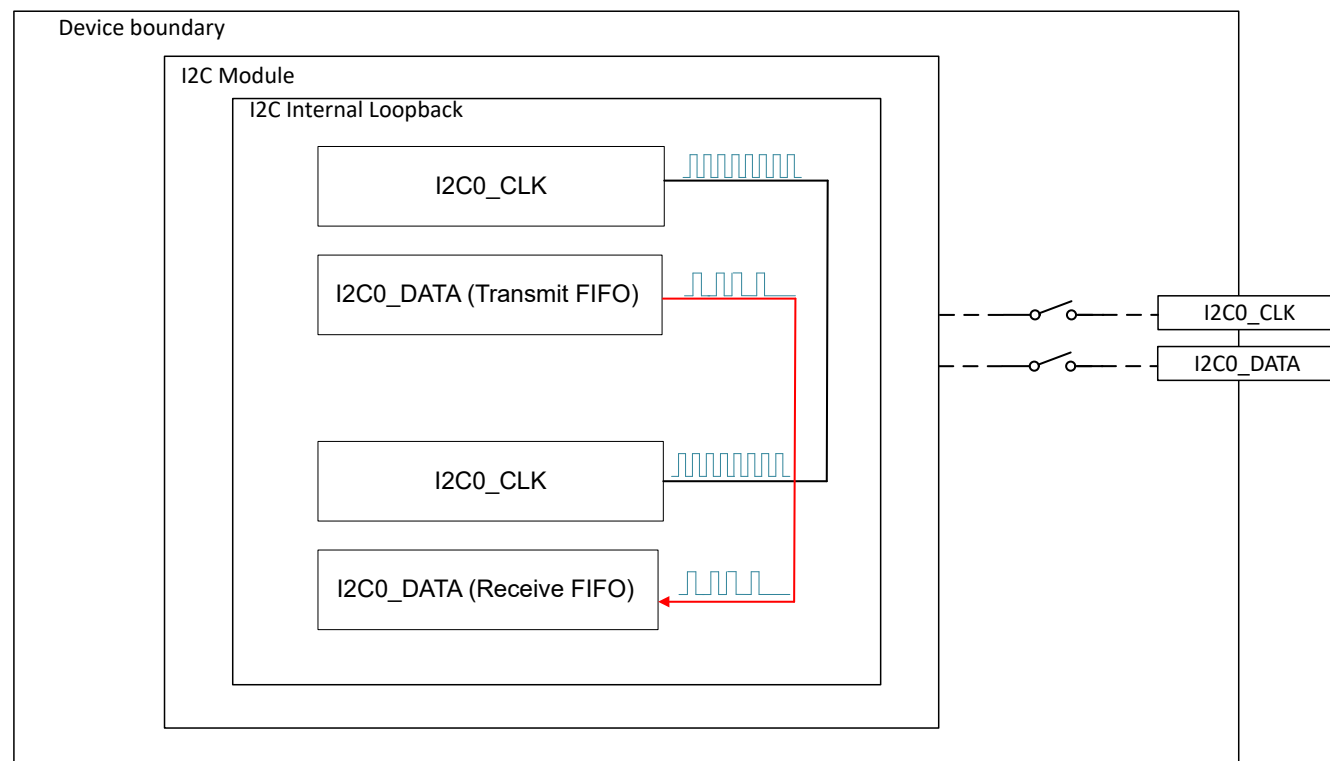 Device boundary
I2C Module
I2C Internal Loopback
I2C0_CLK
I2C0_DATA (Transmit FIFO)
I2C0_CLK
I2C0_DATA
I2C0_CLK
I2C0_DATA (Receive FIFO)